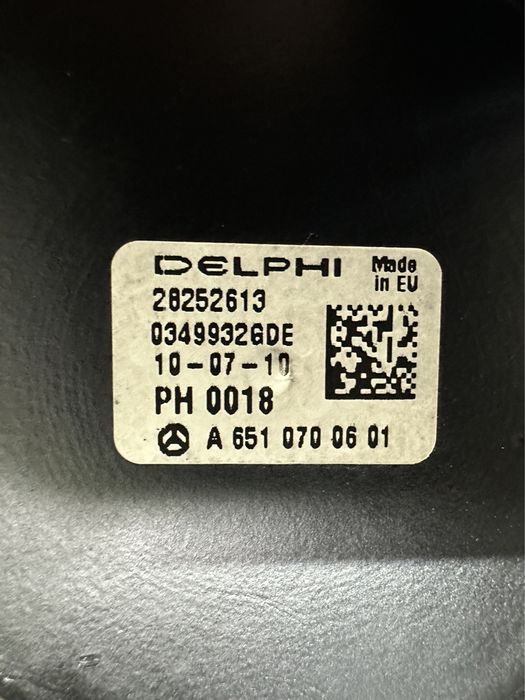 DELPHI Made in EU
28252613
0349932GDE
10-07-10
PH 0018
A 651 070 06 01